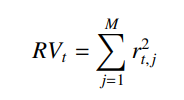 $RV_t = \sum_{j=1}^{M} r_{t,j}^2$